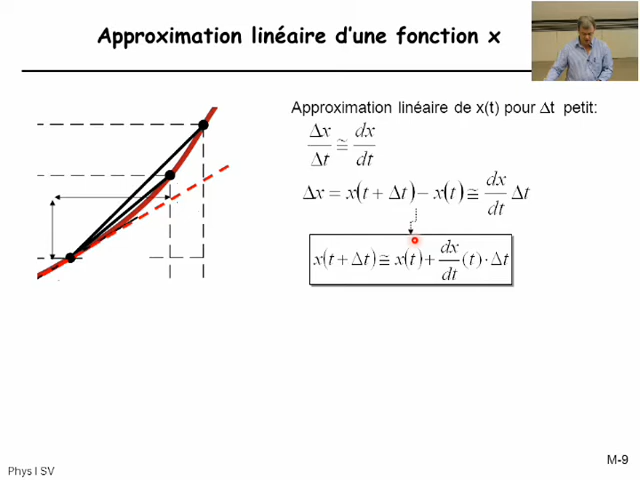 Approximation linéaire d'une fonction x
Approximation linéaire de x(t) pour Δt petit:
Δx/Δt ≅ dx/dt
Δx = x(t + Δt) − x(t) ≅ dx/dt Δt
x(t + Δt) ≅ x(t) + dx/dt (t) · Δt
M-9
Phys I SV